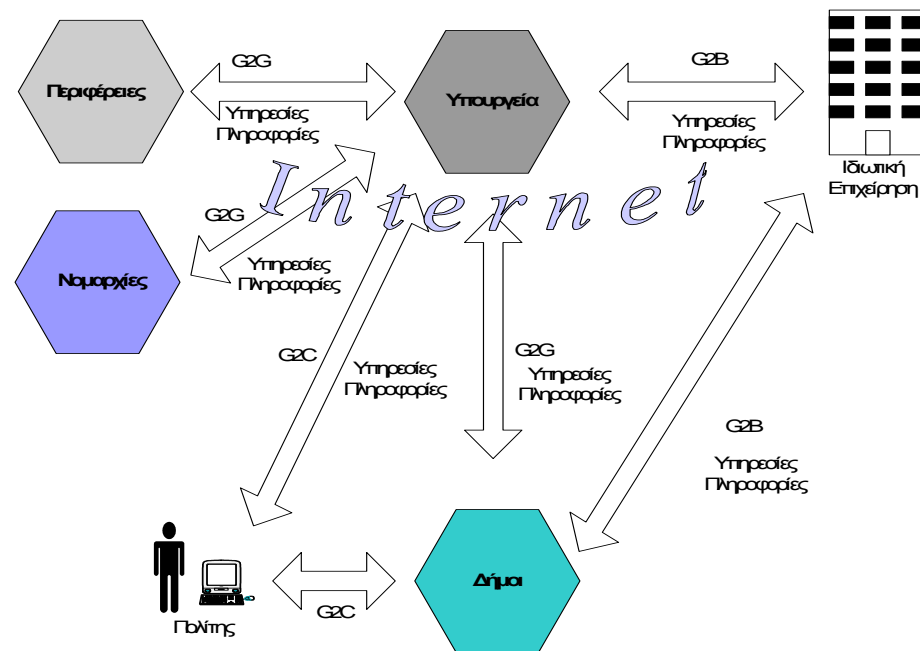 G2G
G2B
Περιφέρειες
Υπουργεία
Υπηρεσίες
Πληροφορίες
Υπηρεσίες
Πληροφορίες
Ιδιωτική
Επιχείρηση
Internet
G2G
Νομαρχίες
Υπηρεσίες
Πληροφορίες
G2C
Υπηρεσίες
Πληροφορίες
G2G
Υπηρεσίες
Πληροφορίες
G2B
Υπηρεσίες
Πληροφορίες
Πολίτης
G2C
Δήμοι